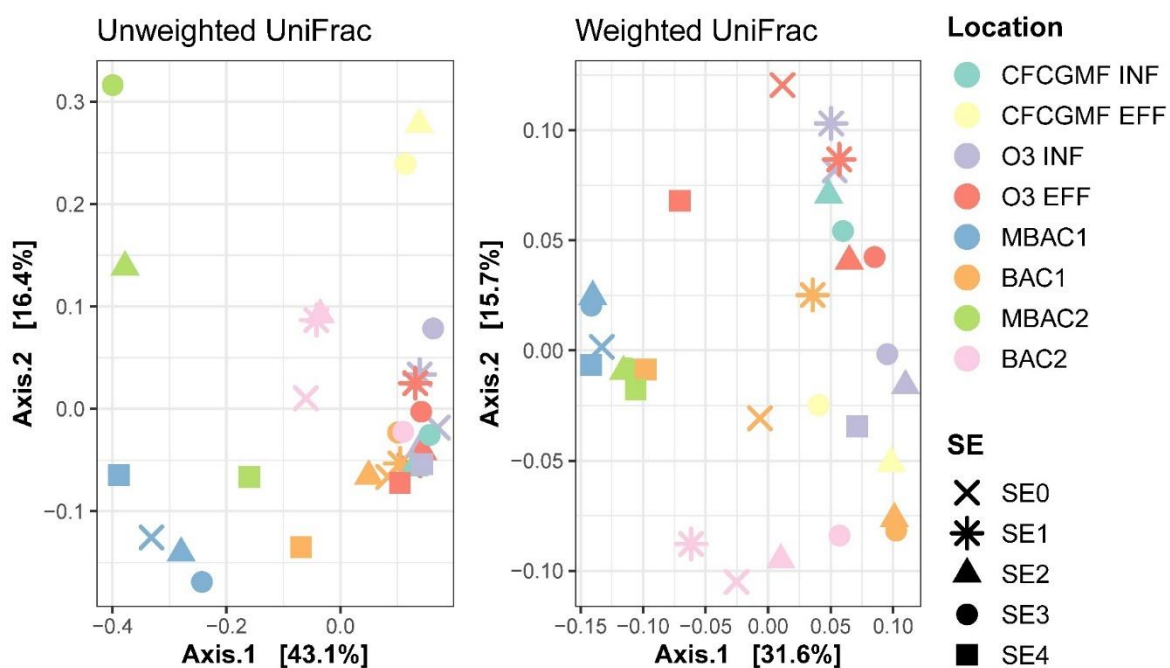 Unweighted UniFrac
Weighted UniFrac
Location
CFCGMF INF
CFCGMF EFF
O3 INF
O3 EFF
MBAC1
BAC1
MBAC2
BAC2
SE
SE0
SE1
SE2
SE3
SE4
Axis.2 [16.4%]
0.3
0.2
0.1
0.0
−0.1
−0.4
−0.2
0.0
Axis.1 [43.1%]
Axis.2 [15.7%]
0.10
0.05
0.00
−0.05
−0.10
−0.15
−0.10
−0.05
0.00
0.05
0.10
Axis.1 [31.6%]